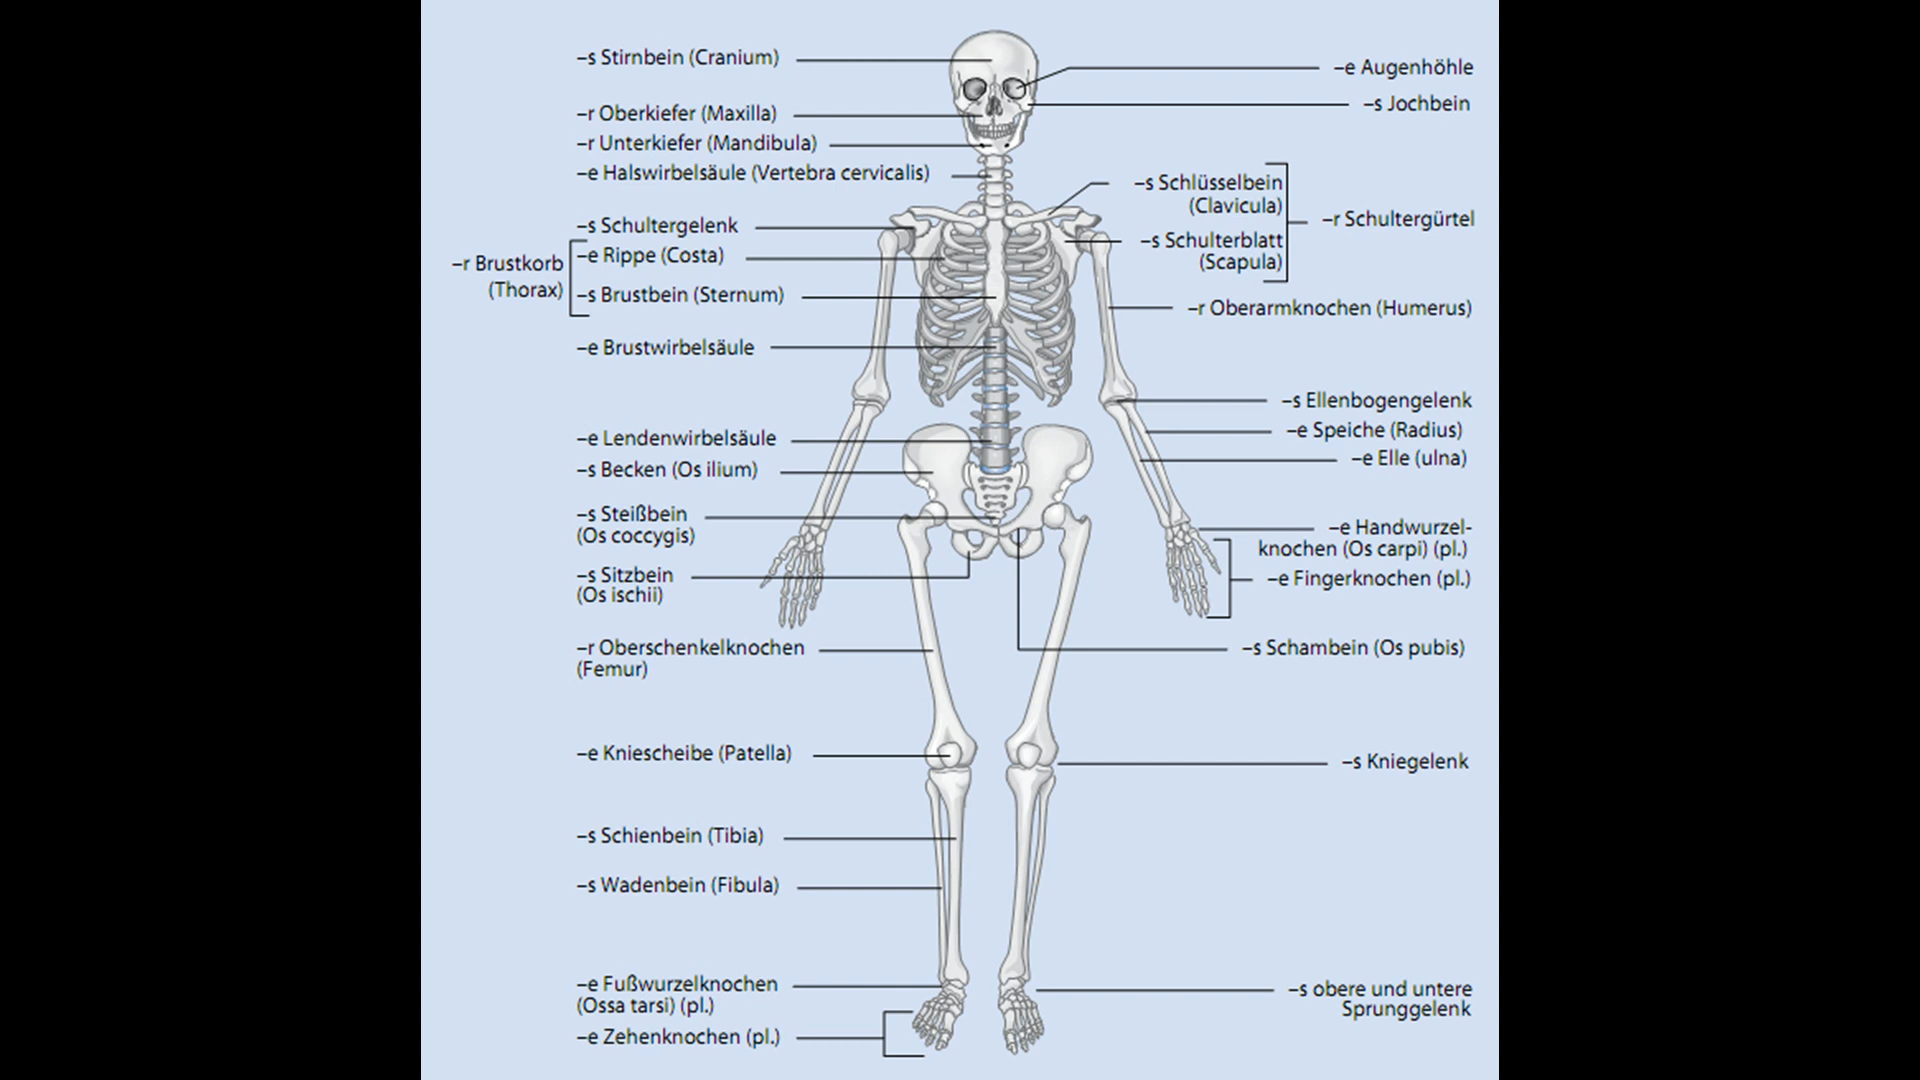 –s Stirnbein (Cranium)
–r Oberkiefer (Maxilla)
–r Unterkiefer (Mandibula)
–e Halswirbelsäule (Vertebra cervicalis)
–s Schultergelenk
–r Brustkorb
(Thorax)
–e Rippe (Costa)
–s Brustbein (Sternum)
–e Brustwirbelsäule
–e Lendenwirbelsäule
–s Becken (Os ilium)
–s Steißbein
(Os coccygis)
–s Sitzbein
(Os ischii)
–r Oberschenkelknochen
(Femur)
–e Kniescheibe (Patella)
–s Schienbein (Tibia)
–s Wadenbein (Fibula)
–e Fußwurzelknochen
(Ossa tarsi) (pl.)
–e Zehenknochen (pl.)
–e Augenhöhle
–s Jochbein
–s Schlüsselbein
(Clavicula)
–r Schultergürtel
–s Schulterblatt
(Scapula)
–r Oberarmknochen (Humerus)
–s Ellenbogengelenk
–e Speiche (Radius)
–e Elle (ulna)
–e Handwurzel-
knochen (Os carpi) (pl.)
–e Fingerknochen (pl.)
–s Schambein (Os pubis)
–s Kniegelenk
–s obere und untere
Sprunggelenk